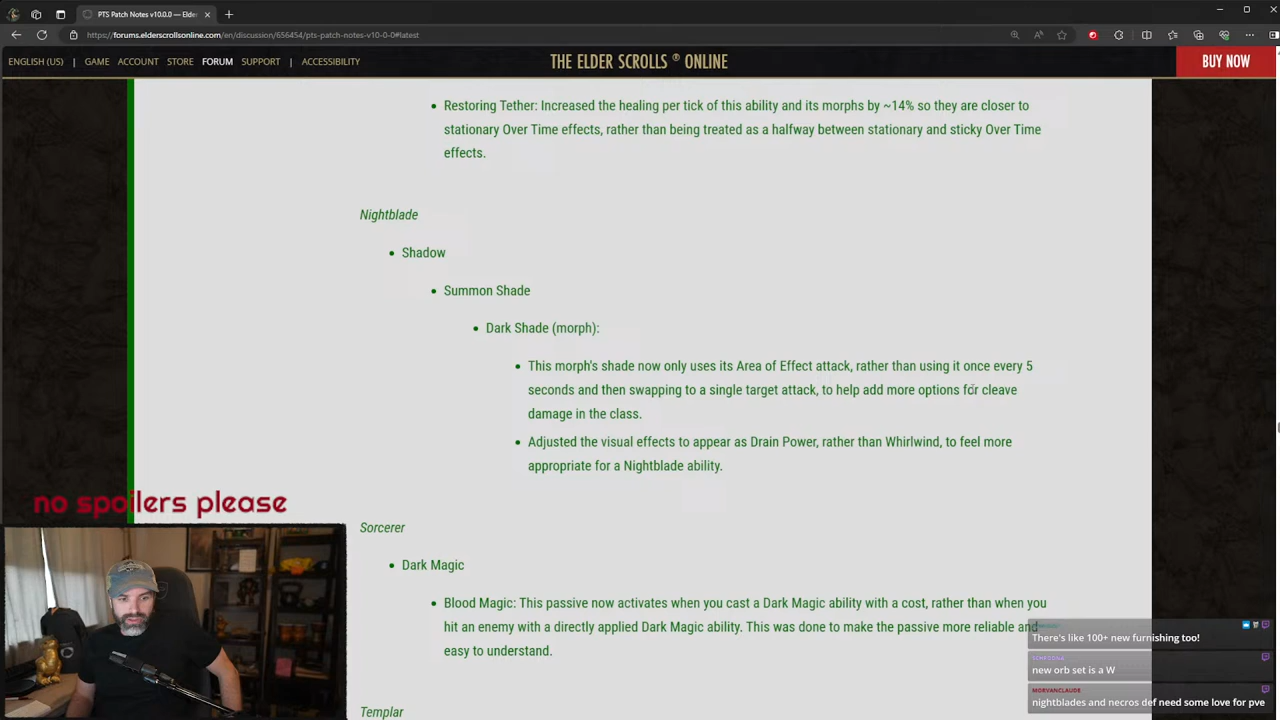 PTS Patch Notes v10.0.0 — Elder
https://forums.elderscrollsonline.com/en/discussion/656454/pts-patch-notes-v10-0-0#latest
ENGLISH (US) | GAME ACCOUNT STORE FORUM SUPPORT | ACCESSIBILITY
THE ELDER SCROLLS ® ONLINE
BUY NOW
Restoring Tether: Increased the healing per tick of this ability and its morphs by ~14% so they are closer to
stationary Over Time effects, rather than being treated as a halfway between stationary and sticky Over Time
effects.
Nightblade
Shadow
Summon Shade
Dark Shade (morph):
This morph's shade now only uses its Area of Effect attack, rather than using it once every 5
seconds and then swapping to a single target attack, to help add more options for cleave
damage in the class.
Adjusted the visual effects to appear as Drain Power, rather than Whirlwind, to feel more
appropriate for a Nightblade ability.
no spoilers please
Sorcerer
Dark Magic
Blood Magic: This passive now activates when you cast a Dark Magic ability with a cost, rather than when you
hit an enemy with a directly applied Dark Magic ability. This was done to make the passive more reliable and
easy to understand.
Templar
There's like 100+ new furnishing too!
new orb set is a W
MORVANCLAUDE
nightblades and necros def need some love for pve